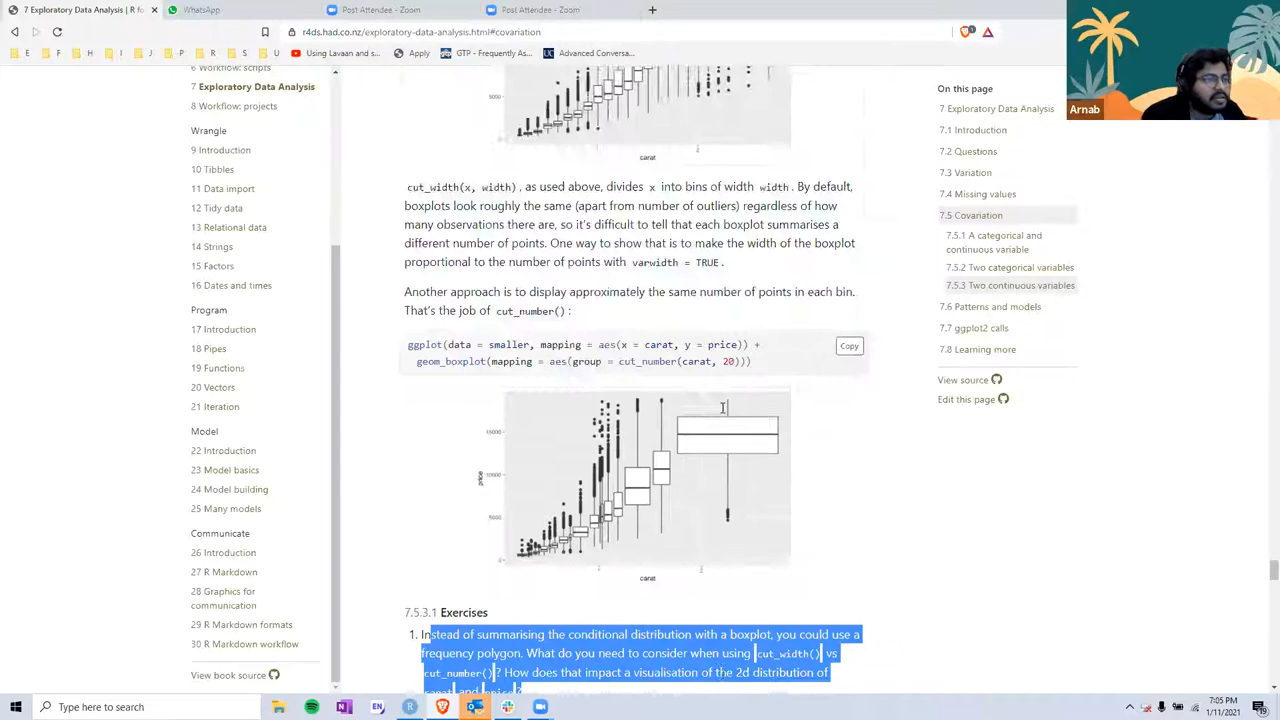 7 Exploratory Data Analysis | R f
WhatsApp
Post Attendee - Zoom
Post Attendee - Zoom
r4ds.had.co.nz/exploratory-data-analysis.html#covariation
E
F
H
I
J
P
R
S
U
Using Lavaan and s...
Apply
GTP - Frequently As...
Advanced Conversa...
Arnab
6 Workflow: scripts
7 Exploratory Data Analysis
8 Workflow: projects
Wrangle
9 Introduction
10 Tibbles
11 Data import
12 Tidy data
13 Relational data
14 Strings
15 Factors
16 Dates and times
Program
17 Introduction
18 Pipes
19 Functions
20 Vectors
21 Iteration
Model
22 Introduction
23 Model basics
24 Model building
25 Many models
Communicate
26 Introduction
27 R Markdown
28 Graphics for
communication
29 R Markdown formats
30 R Markdown workflow
View book source
carat
cut_width(x, width), as used above, divides x into bins of width width. By default,
boxplots look roughly the same (apart from number of outliers) regardless of how
many observations there are, so it's difficult to tell that each boxplot summarises a
different number of points. One way to show that is to make the width of the boxplot
proportional to the number of points with varwidth = TRUE.
Another approach is to display approximately the same number of points in each bin.
That's the job of cut_number():
ggplot(data = smaller, mapping = aes(x = carat, y = price)) +
geom_boxplot(mapping = aes(group = cut_number(carat, 20)))
Copy
15000
10000
5000
0
price
carat
7.5.3.1 Exercises
1. Instead of summarising the conditional distribution with a boxplot, you could use a
frequency polygon. What do you need to consider when using cut_width() vs
cut_number()? How does that impact a visualisation of the 2d distribution of
carat and price?
On this page
7 Exploratory Data Analysis
7.1 Introduction
7.2 Questions
7.3 Variation
7.4 Missing values
7.5 Covariation
7.5.1 A categorical and
continuous variable
7.5.2 Two categorical variables
7.5.3 Two continuous variables
7.6 Patterns and models
7.7 ggplot2 calls
7.8 Learning more
View source
Edit this page
Type here to search
7:05 PM
1/11/2021